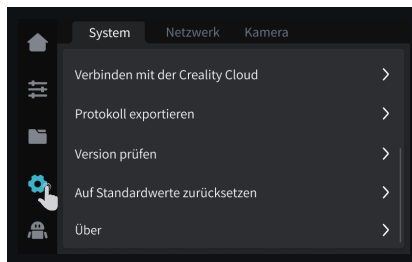 System Netzwerk Kamera
Verbinden mit der Creality Cloud
Protokoll exportieren
Version prüfen
Auf Standardwerte zurücksetzen
Über